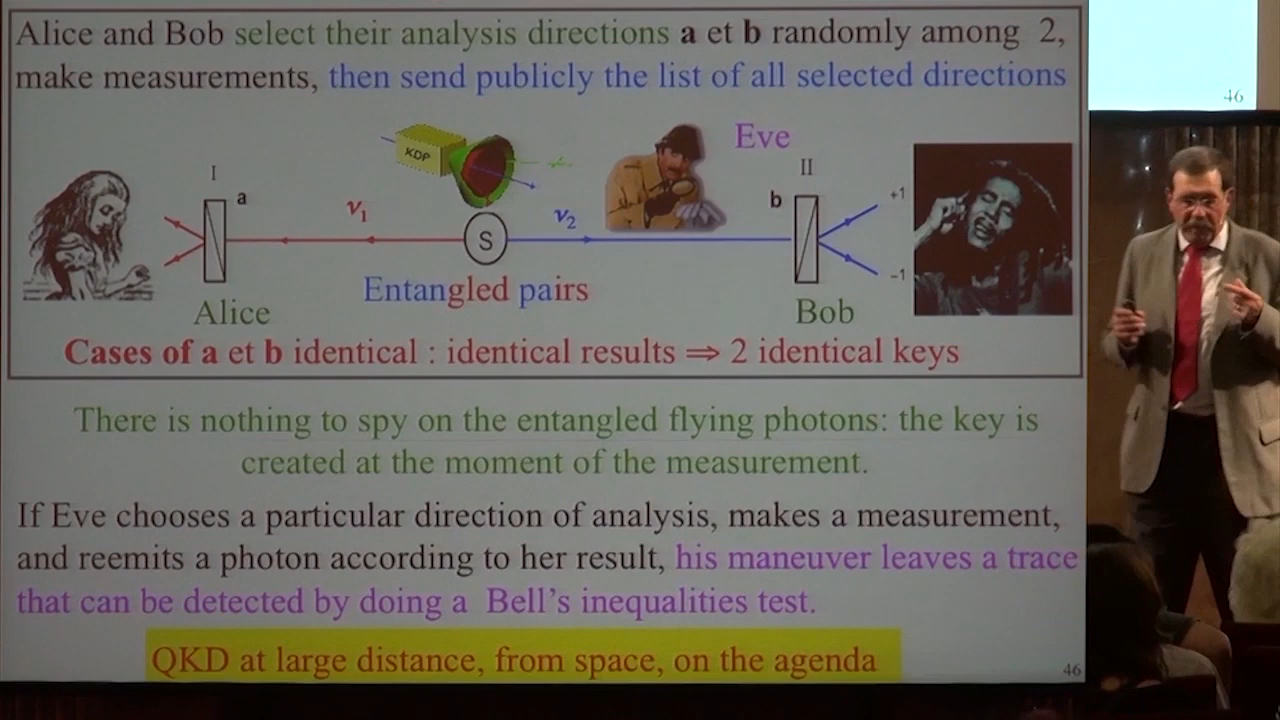 Alice and Bob select their analysis directions a et b randomly among 2,
make measurements, then send publicly the list of all selected directions
46
KDP
Eve
I
II
a
b
ν1
ν2
+1
S
-1
Entangled pairs
Alice
Bob
Cases of a et b identical : identical results ⇒ 2 identical keys
There is nothing to spy on the entangled flying photons: the key is
created at the moment of the measurement.
If Eve chooses a particular direction of analysis, makes a measurement,
and reemits a photon according to her result, his maneuver leaves a trace
that can be detected by doing a Bell's inequalities test.
QKD at large distance, from space, on the agenda
46